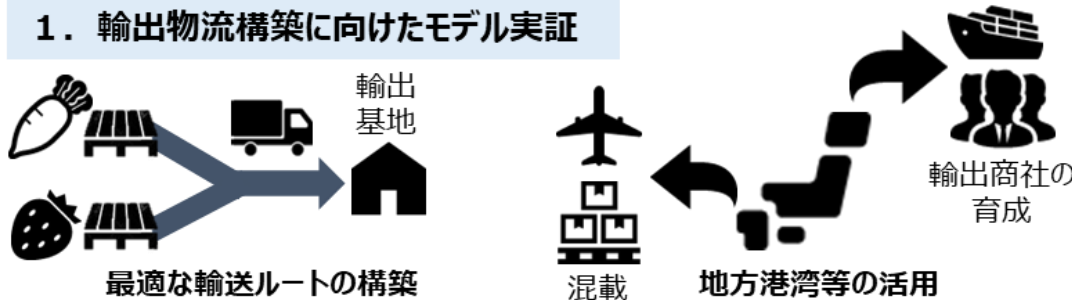 １．輸出物流構築に向けたモデル実証
輸出
基地
最適な輸送ルートの構築
混載
地方港湾等の活用
輸出商社の
育成